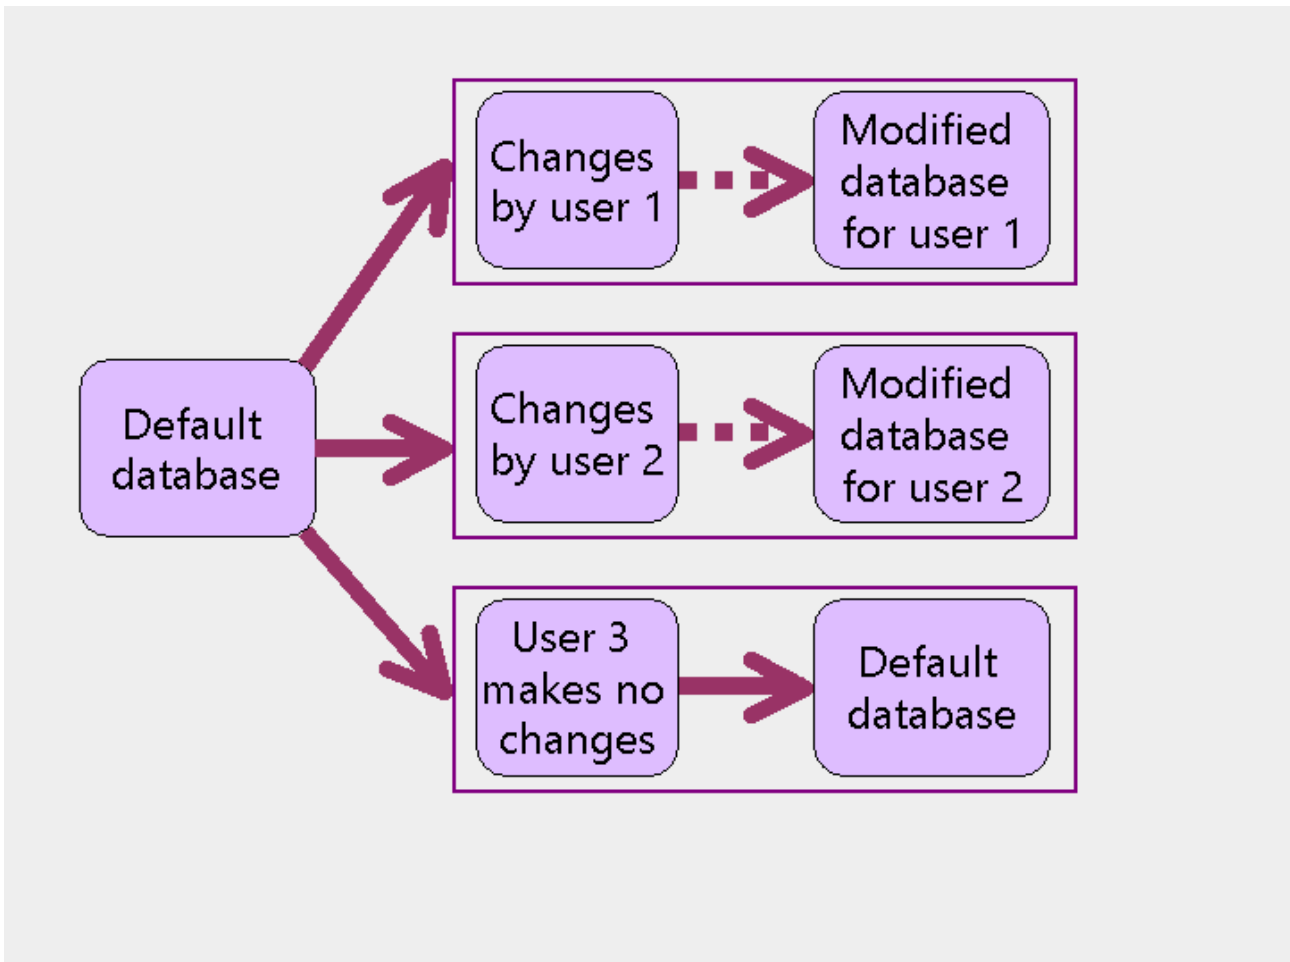 Default
database
Changes
by user 1
Modified
database
for user 1
Changes
by user 2
Modified
database
for user 2
User 3
makes no
changes
Default
database